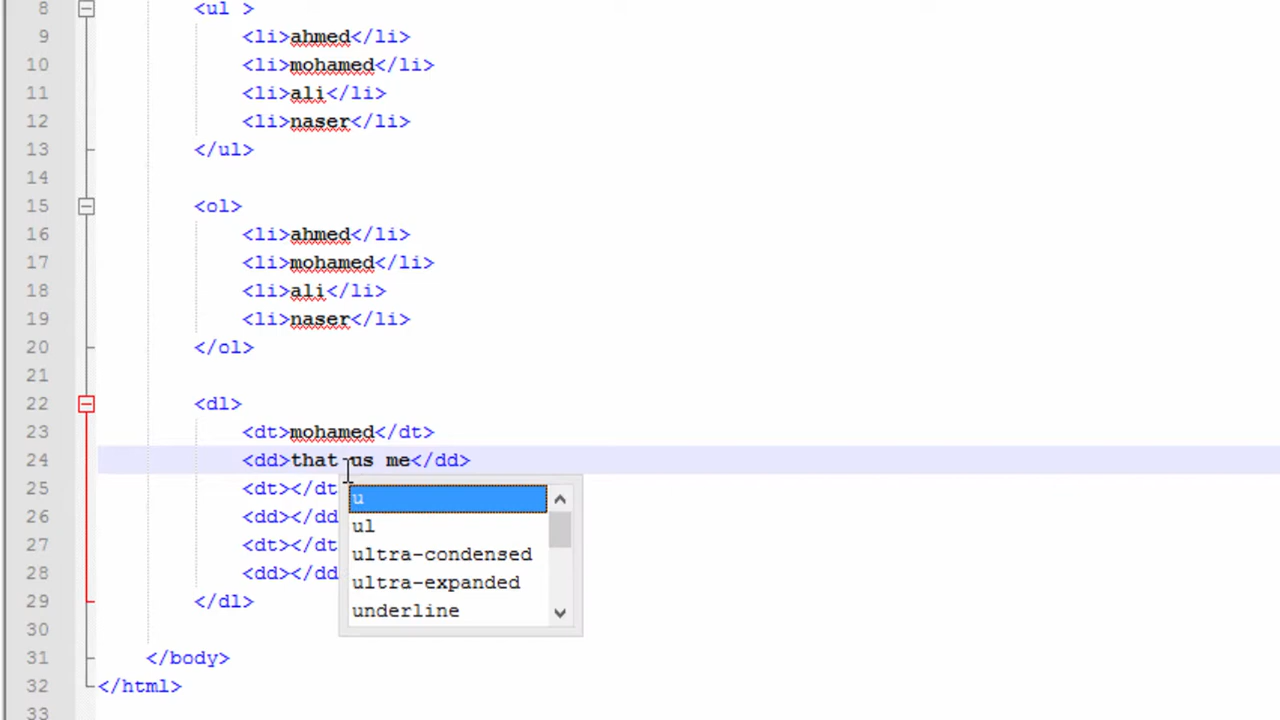 8 <ul >
9 <li>ahmed</li>
10 <li>mohamed</li>
11 <li>ali</li>
12 <li>naser</li>
13 </ul>
14
15 <ol>
16 <li>ahmed</li>
17 <li>mohamed</li>
18 <li>ali</li>
19 <li>naser</li>
20 </ol>
21
22 <dl>
23 <dt>mohamed</dt>
24 <dd>that us me</dd>
25 <dt></dt
u
26 <dd></dd
ul
27 <dt></dt
ultra-condensed
28 <dd></dd
ultra-expanded
29 </dl>
underline
30
31 </body>
32 </html>
33